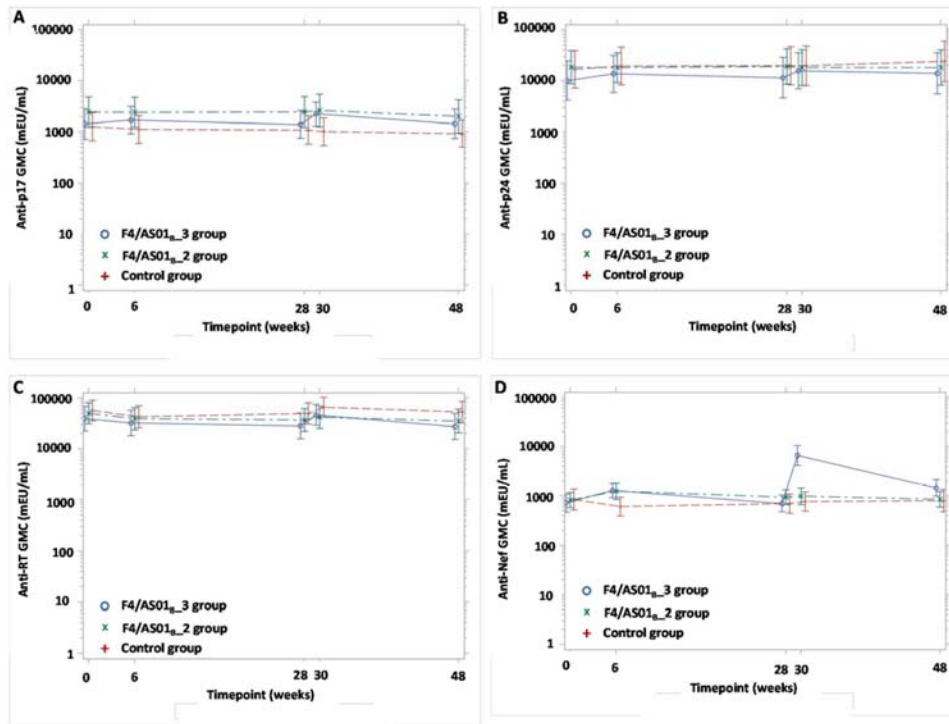 A
Anti-p17 GMC (mEU/mL)
100000
10000
1000
100
10
1
F4/AS01B_3 group
F4/AS01B_2 group
Control group
0 6 28 30 48
Timepoint (weeks)
B
Anti-p24 GMC (mEU/mL)
100000
10000
1000
100
10
1
F4/AS01B_3 group
F4/AS01B_2 group
Control group
0 6 28 30 48
Timepoint (weeks)
C
Anti-RT GMC (mEU/mL)
100000
10000
1000
100
10
1
F4/AS01B_3 group
F4/AS01B_2 group
Control group
0 6 28 30 48
Timepoint (weeks)
D
Anti-Nef GMC (mEU/mL)
100000
10000
1000
100
10
1
F4/AS01B_3 group
F4/AS01B_2 group
Control group
0 6 28 30 48
Timepoint (weeks)